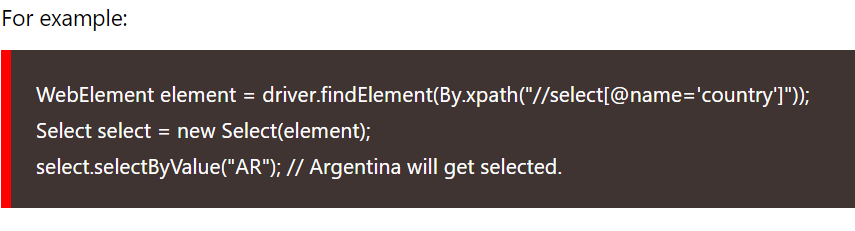 For example:
WebElement element = driver.findElement(By.xpath("//select[@name='country']"));
Select select = new Select(element);
select.selectByValue("AR"); // Argentina will get selected.